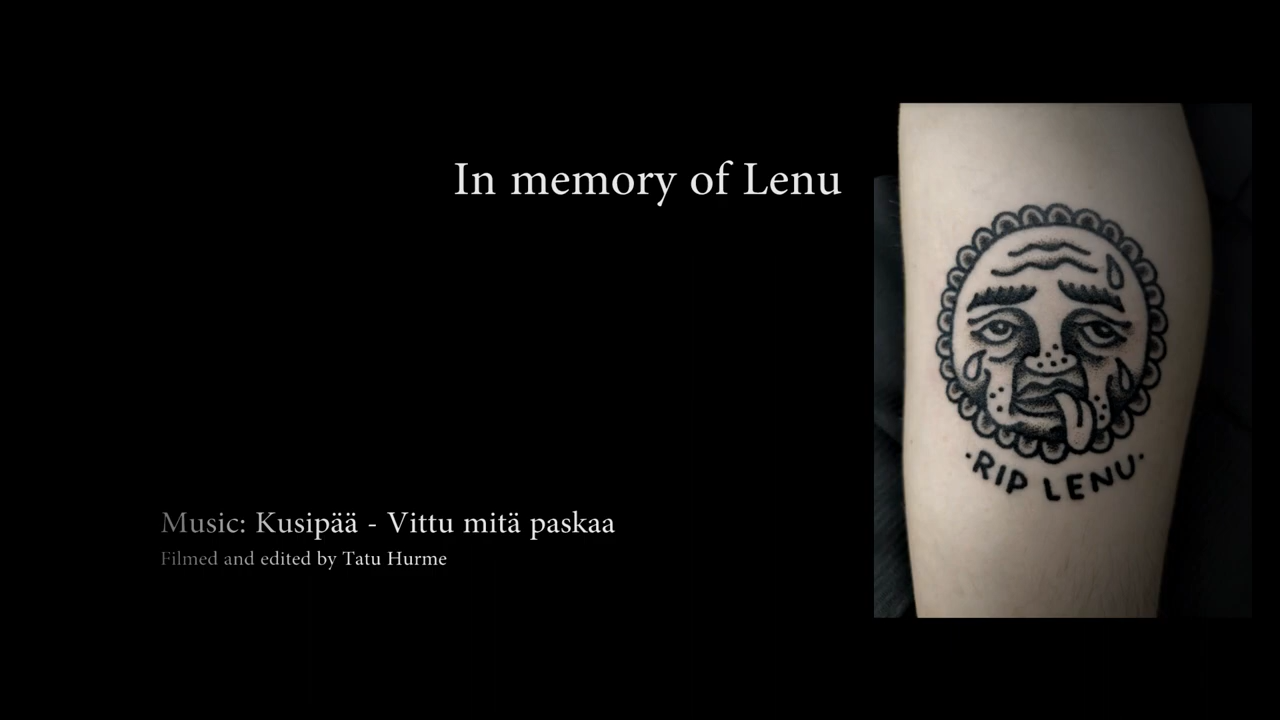 In memory of Lenu
·RIP LENU·
Music: Kusipää - Vittu mitä paskaa
Filmed and edited by Tatu Hurme